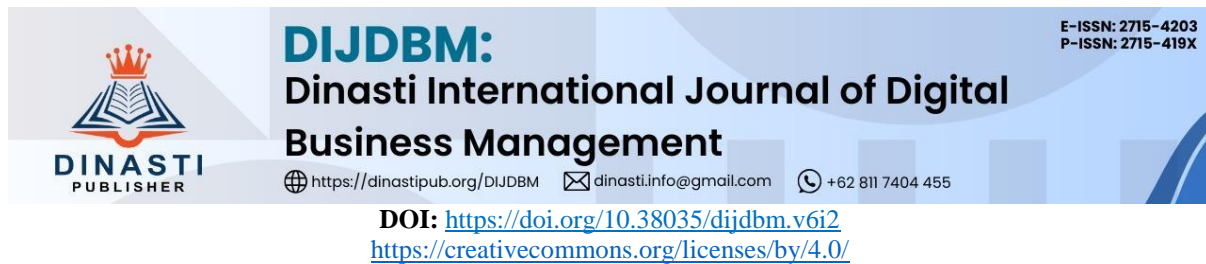 E-ISSN: 2715-4203
P-ISSN: 2715-419X
DIJDBM:
Dinasti International Journal of Digital
Business Management
DINASTI
PUBLISHER
https://dinastipub.org/DIJDBM dinasti.info@gmail.com +62 811 7404 455
DOI: https://doi.org/10.38035/dijdbm.v6i2
https://creativecommons.org/licenses/by/4.0/